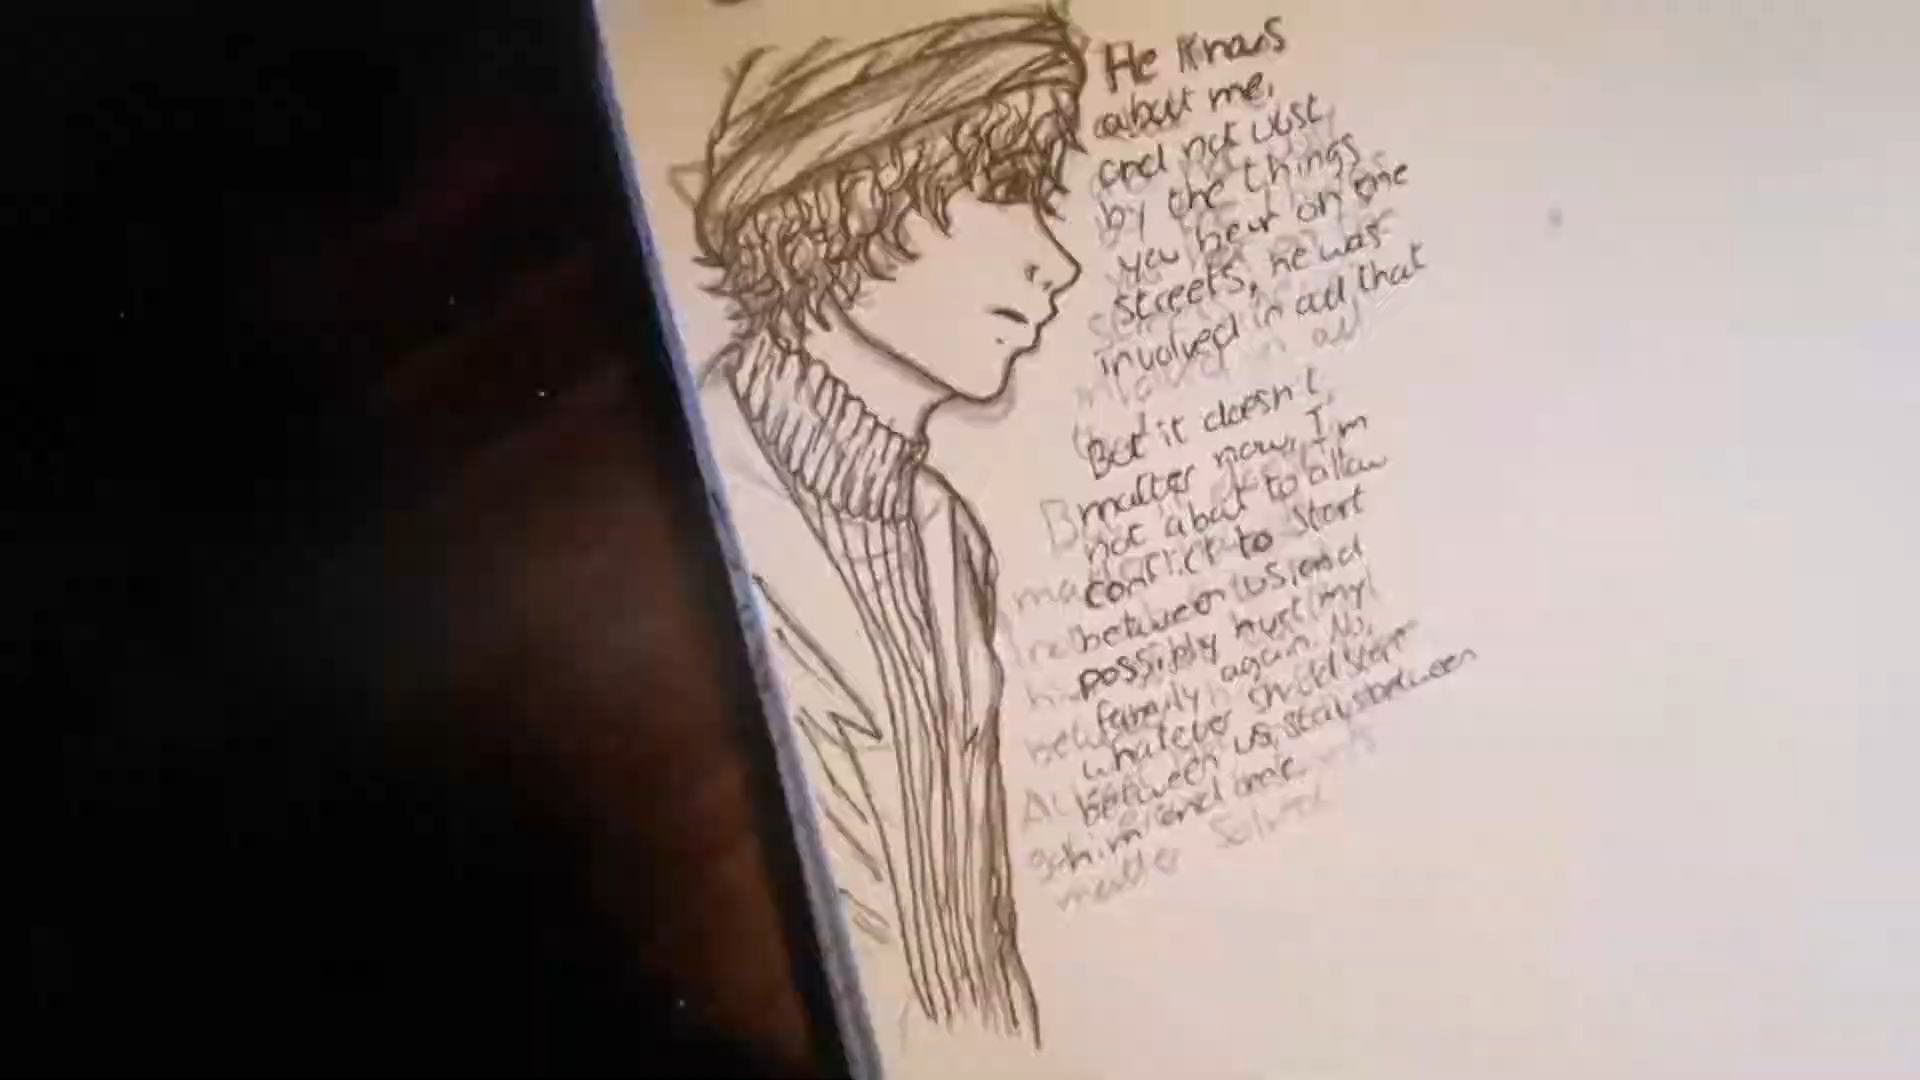 He knows
about me,
and not just
by the things
you hear on the
streets, he was
involved in all that
But it doesn't
matter now, I'm
not about to allow
conflict to start
between us, and
possibly hurt my
family again. No,
whatever should start
between us, stays between
him and me.
matter solved